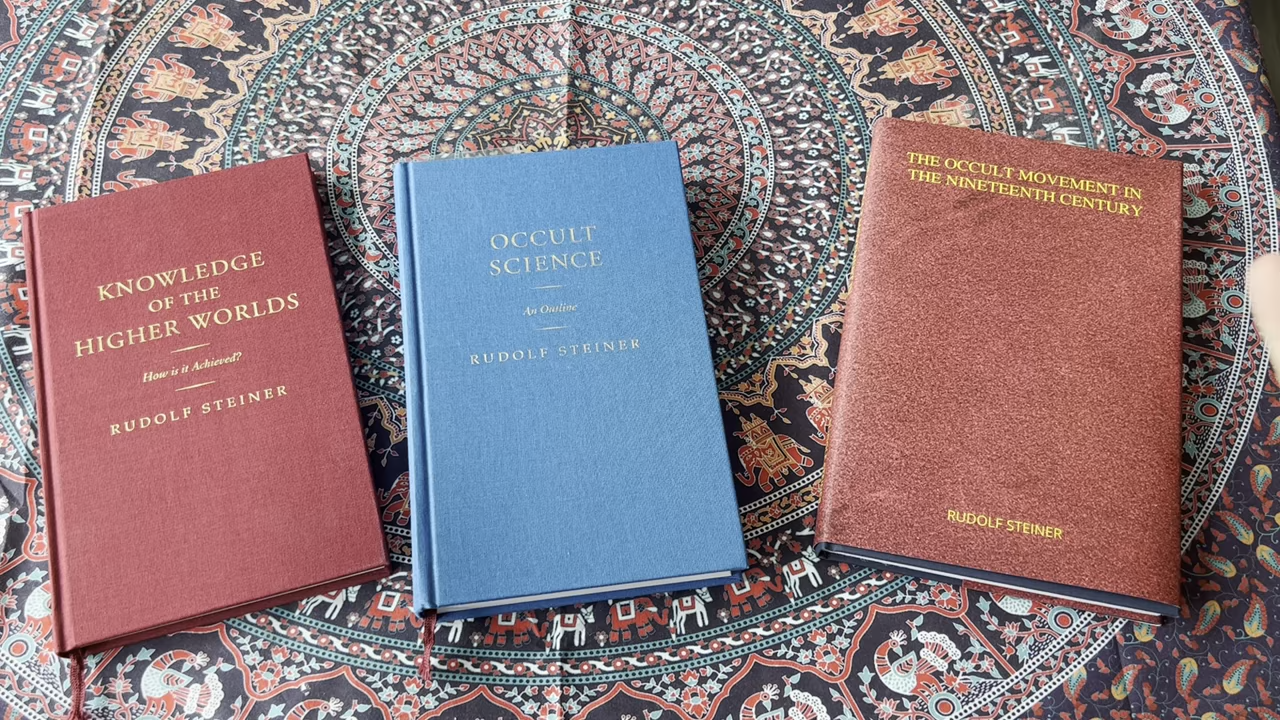 KNOWLEDGE
OF THE
HIGHER WORLDS
How is it Achieved?
RUDOLF STEINER
OCCULT
SCIENCE
An Outline
RUDOLF STEINER
THE OCCULT MOVEMENT IN
THE NINETEENTH CENTURY
RUDOLF STEINER